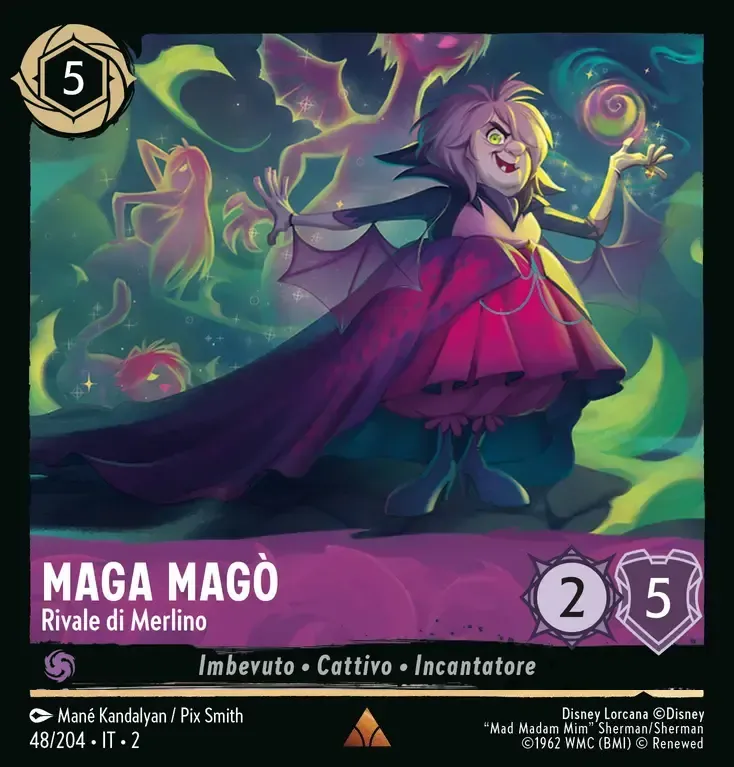 5
MAGA MAGÒ
Rivale di Merlino
2
5
Imbevuto • Cattivo • Incantatore
Mané Kandalyan / Pix Smith
48/204 • IT • 2
Disney Lorcana ©Disney
“Mad Madam Mim” Sherman/Sherman
©1962 WMC (BMI) © Renewed